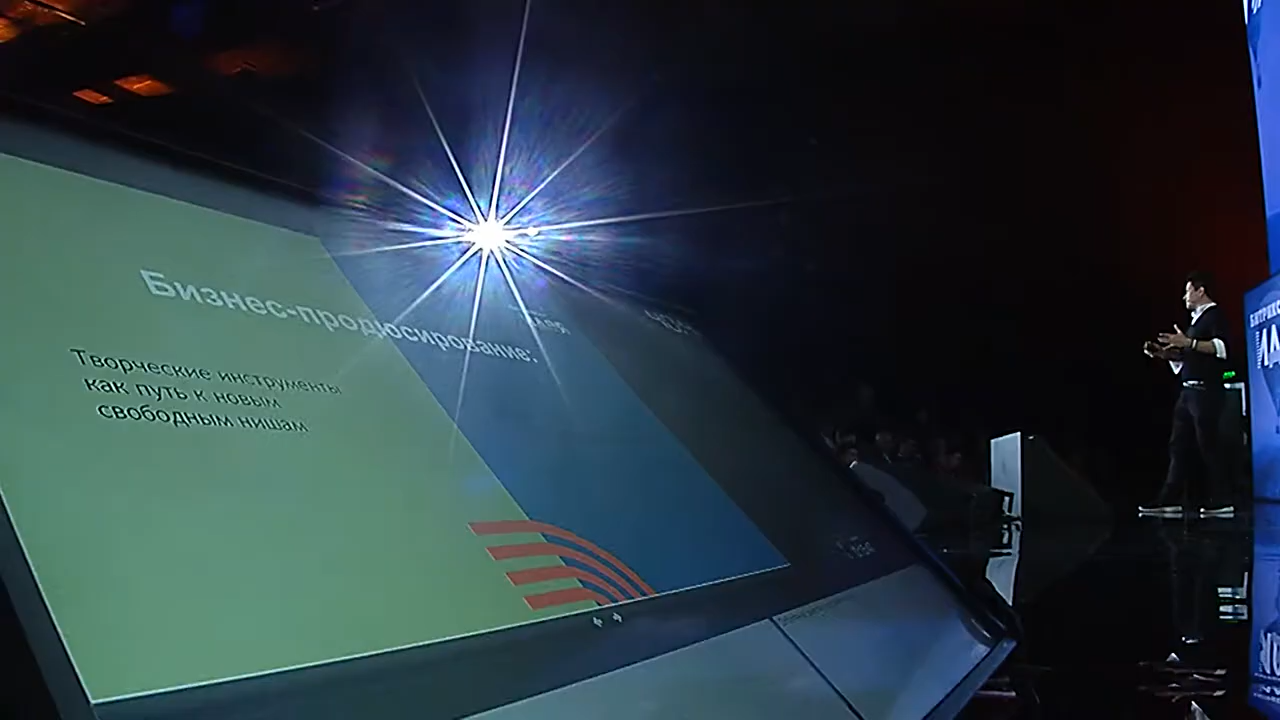 Бизнес-продюсирование:
Творческие инструменты
как путь к новым
свободным нишам